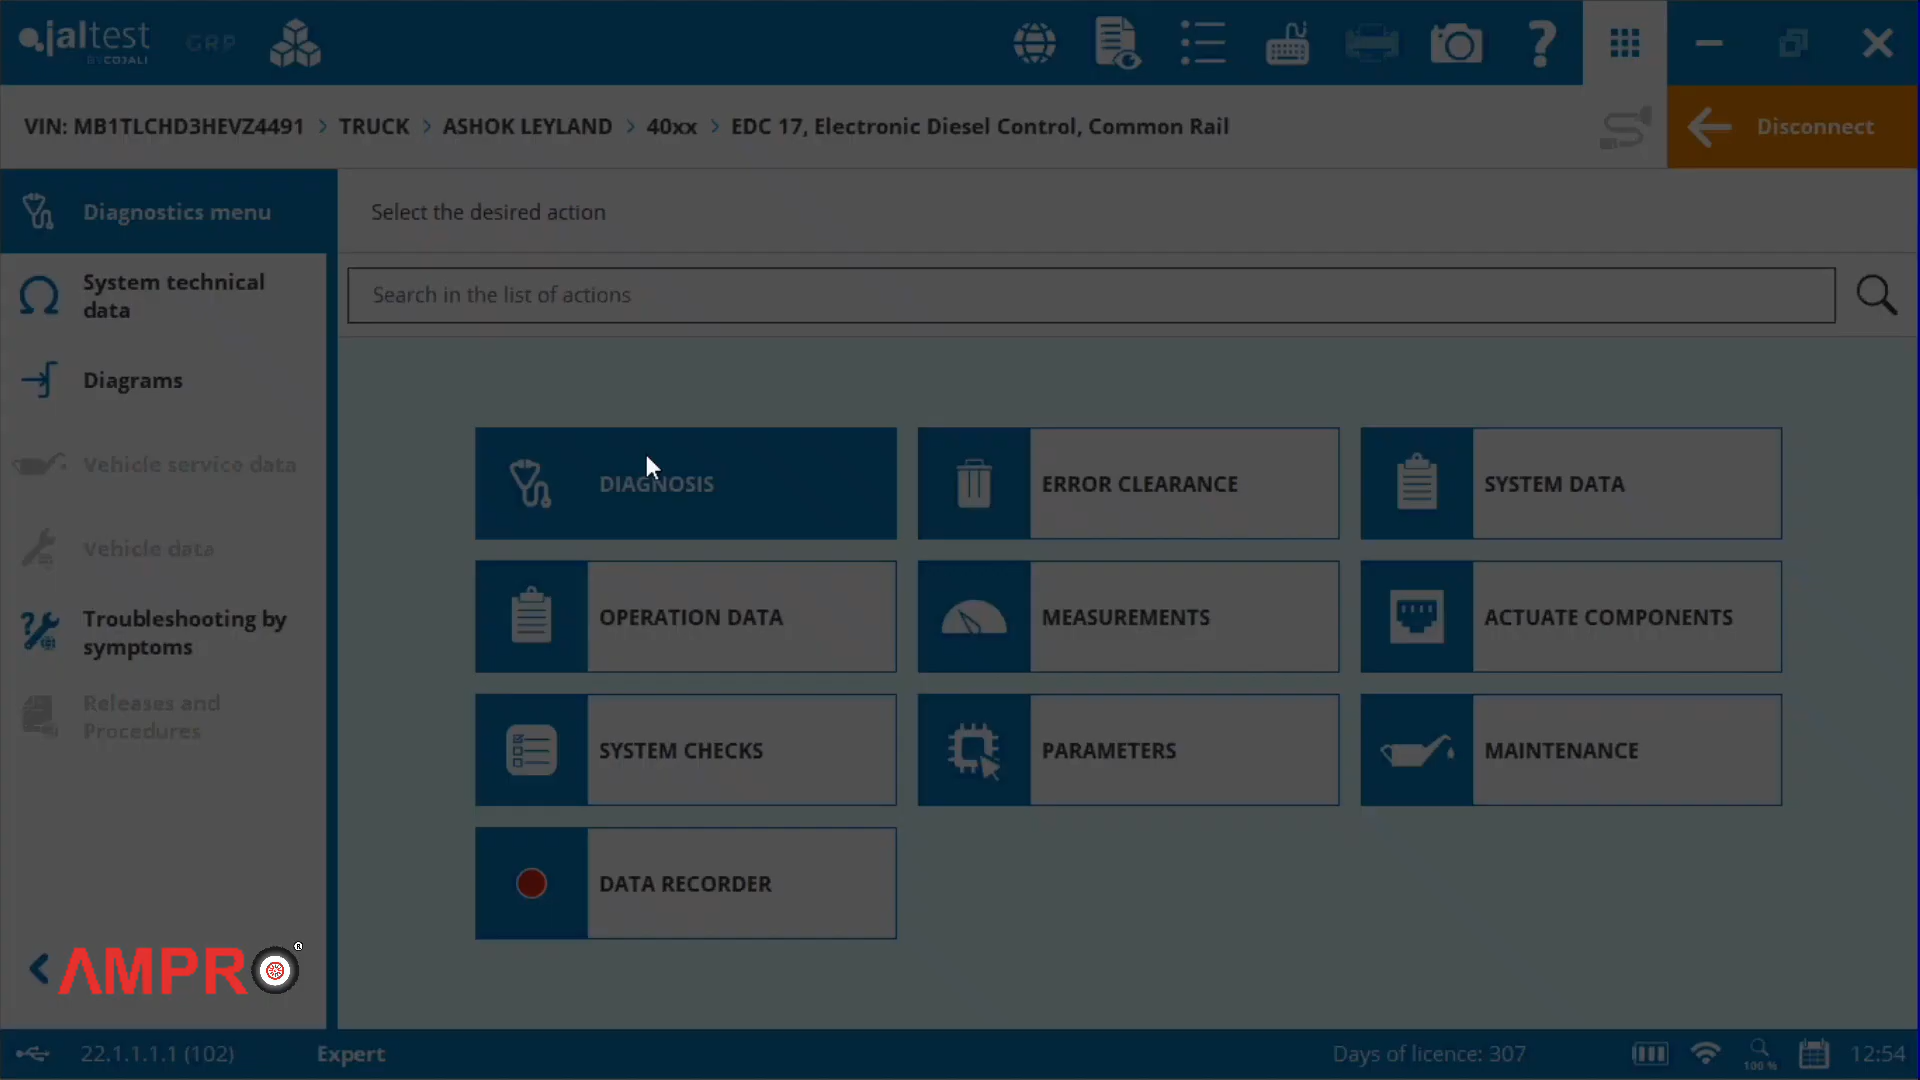 jaltest
BY COJALI
GRP
VIN: MB1TLCHD3HEVZ4491 > TRUCK > ASHOK LEYLAND > 40xx > EDC 17, Electronic Diesel Control, Common Rail
Disconnect
Diagnostics menu
Select the desired action
System technical
data
Search in the list of actions
Diagrams
Vehicle service data
DIAGNOSIS
ERROR CLEARANCE
SYSTEM DATA
Vehicle data
OPERATION DATA
MEASUREMENTS
ACTUATE COMPONENTS
Troubleshooting by
symptoms
Releases and
Procedures
SYSTEM CHECKS
PARAMETERS
MAINTENANCE
DATA RECORDER
AMPRO ®
22.1.1.1.1 (102)
Expert
Days of licence: 307
100 %
12:54